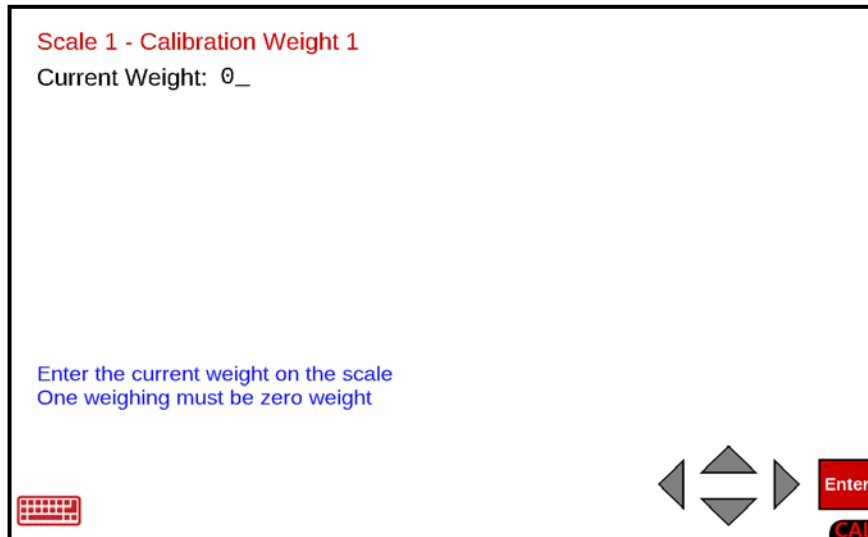 Scale 1 - Calibration Weight 1
Current Weight: 0_
Enter the current weight on the scale
One weighing must be zero weight
Enter